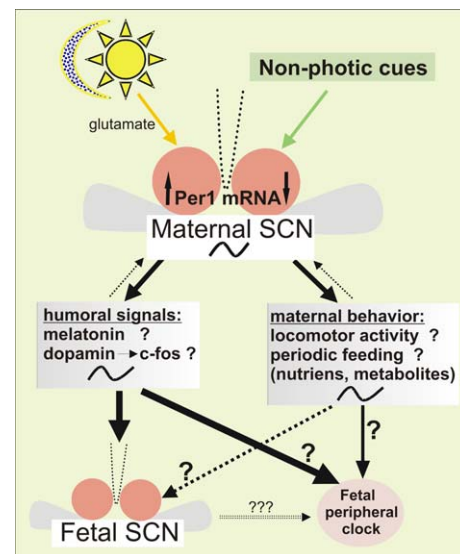 Non-photic cues
glutamate
Per1 mRNA
Maternal SCN
humoral signals:
melatonin ?
dopamin → c-fos ?
maternal behavior:
locomotor activity ?
periodic feeding ?
(nutriens, metabolites)
?
?
?
???
Fetal SCN
Fetal
peripheral
clock